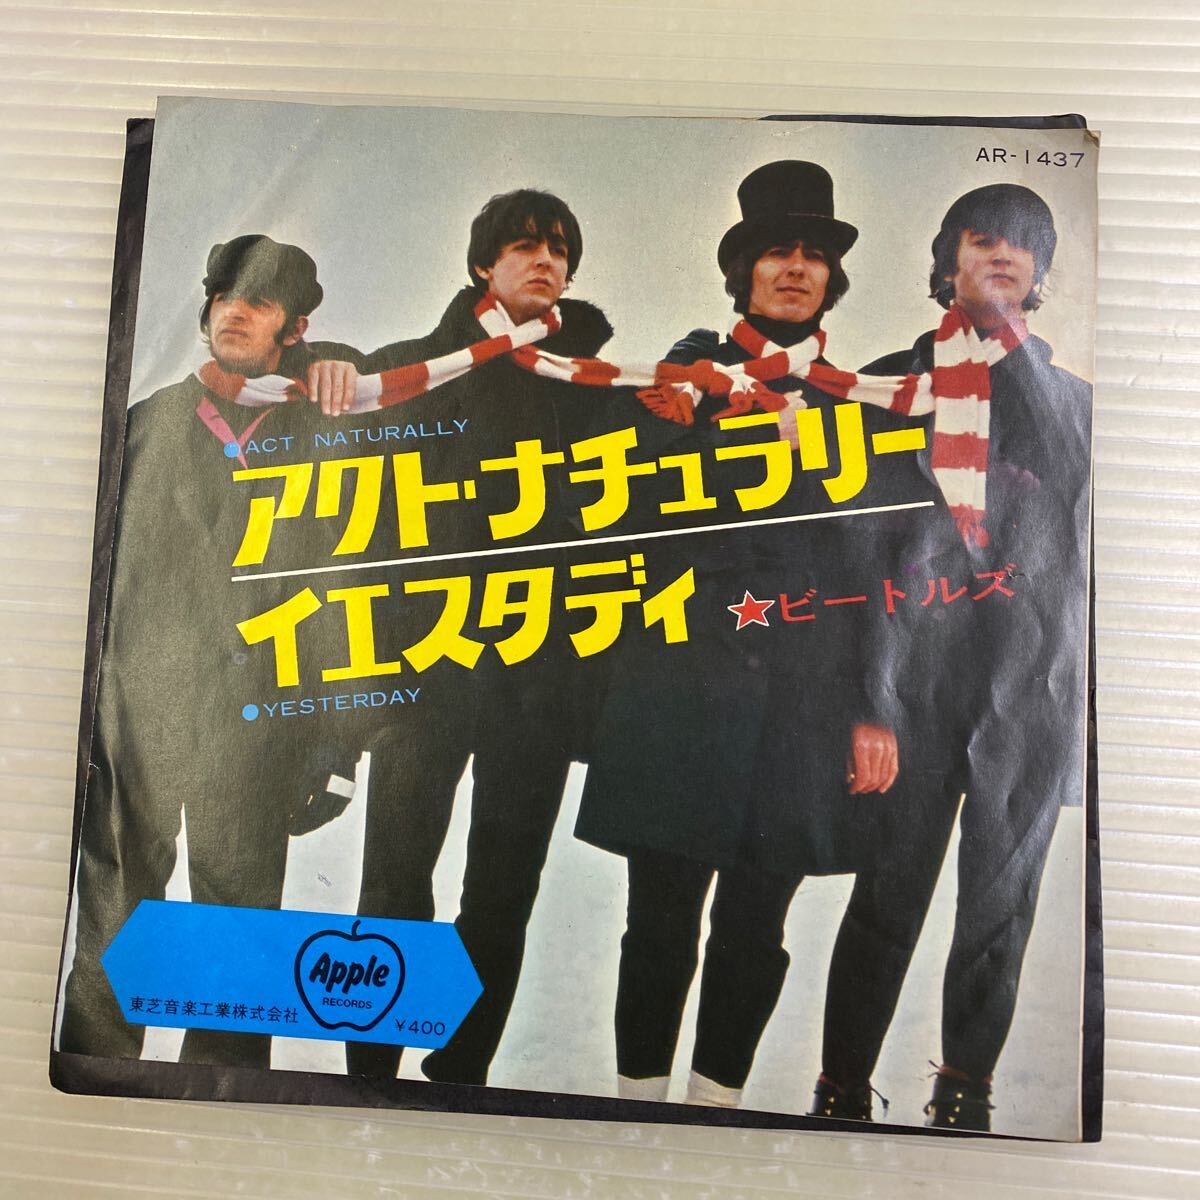 AR-1437
●ACT NATURALLY
アクト・ナチュラリー
イエスタディ
★ビートルズ
●YESTERDAY
Apple
RECORDS
東芝音楽工業株式会社
¥400